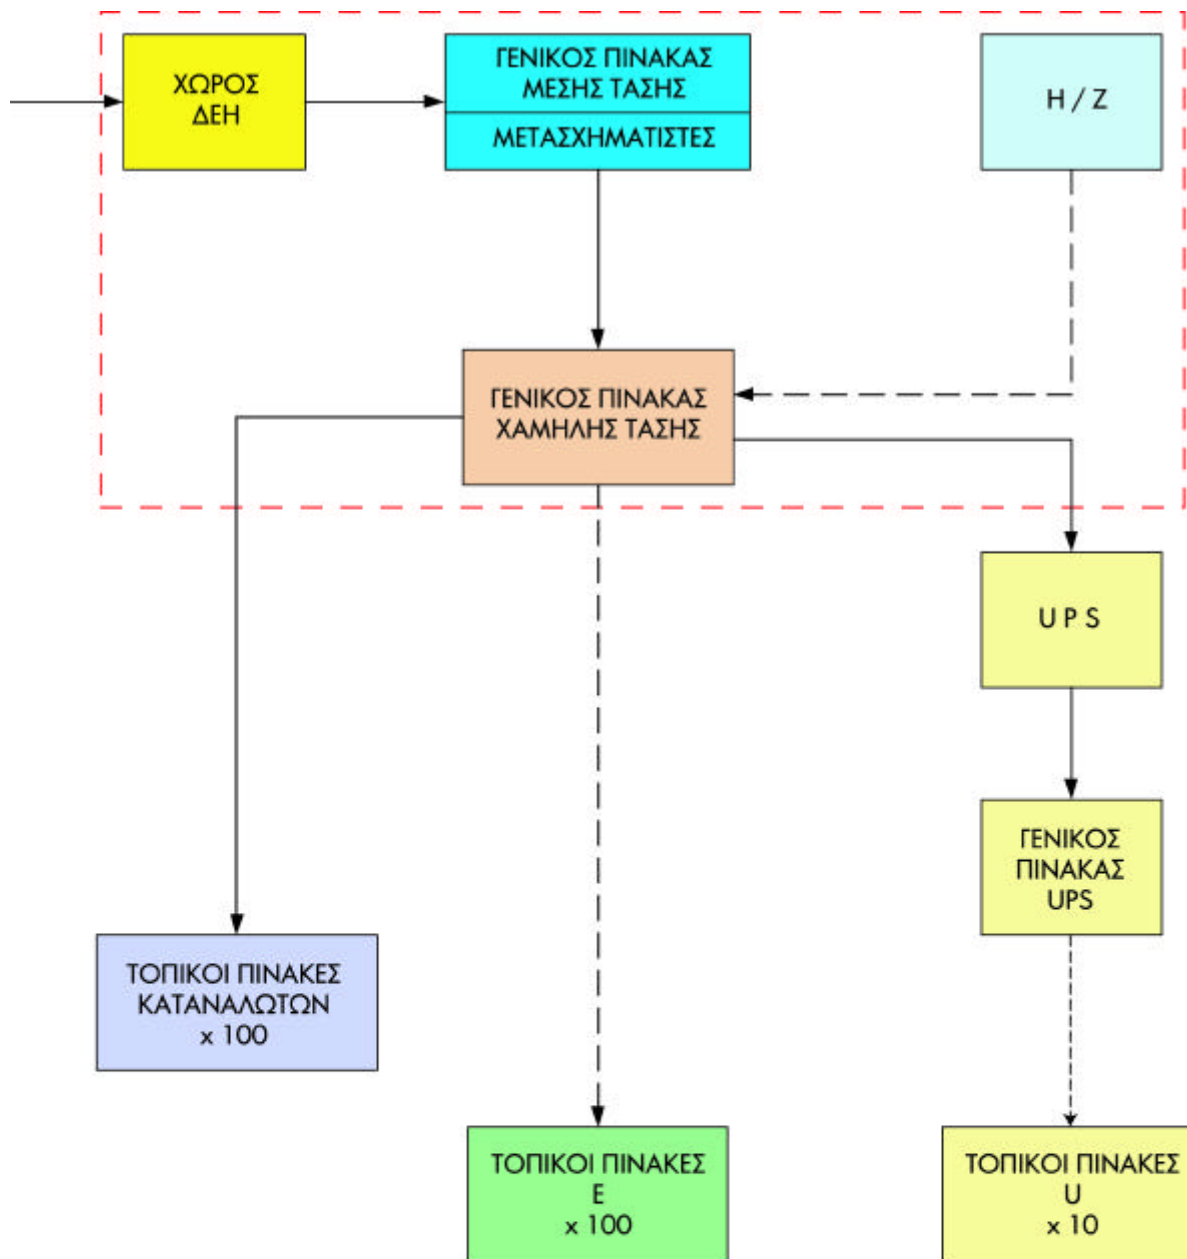 ΧΩΡΟΣ
ΔΕΗ
ΓΕΝΙΚΟΣ ΠΙΝΑΚΑΣ
ΜΕΣΗΣ ΤΑΣΗΣ
ΜΕΤΑΣΧΗΜΑΤΙΣΤΕΣ
Η / Ζ
ΓΕΝΙΚΟΣ ΠΙΝΑΚΑΣ
ΧΑΜΗΛΗΣ ΤΑΣΗΣ
U P S
ΓΕΝΙΚΟΣ
ΠΙΝΑΚΑΣ
UPS
ΤΟΠΙΚΟΙ ΠΙΝΑΚΕΣ
ΚΑΤΑΝΑΛΩΤΩΝ
x 100
ΤΟΠΙΚΟΙ ΠΙΝΑΚΕΣ
Ε
x 100
ΤΟΠΙΚΟΙ ΠΙΝΑΚΕΣ
U
x 10